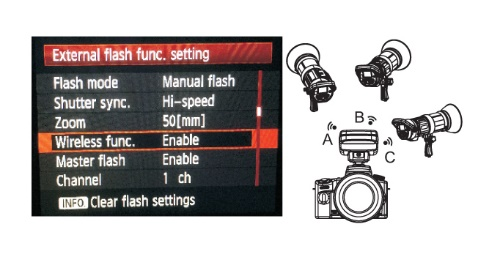 External flash func. setting
Flash mode Manual flash
Shutter sync. Hi-speed
Zoom 50[mm]
Wireless func. Enable
Master flash Enable
Channel 1 ch
INFO Clear flash settings
B
A
C